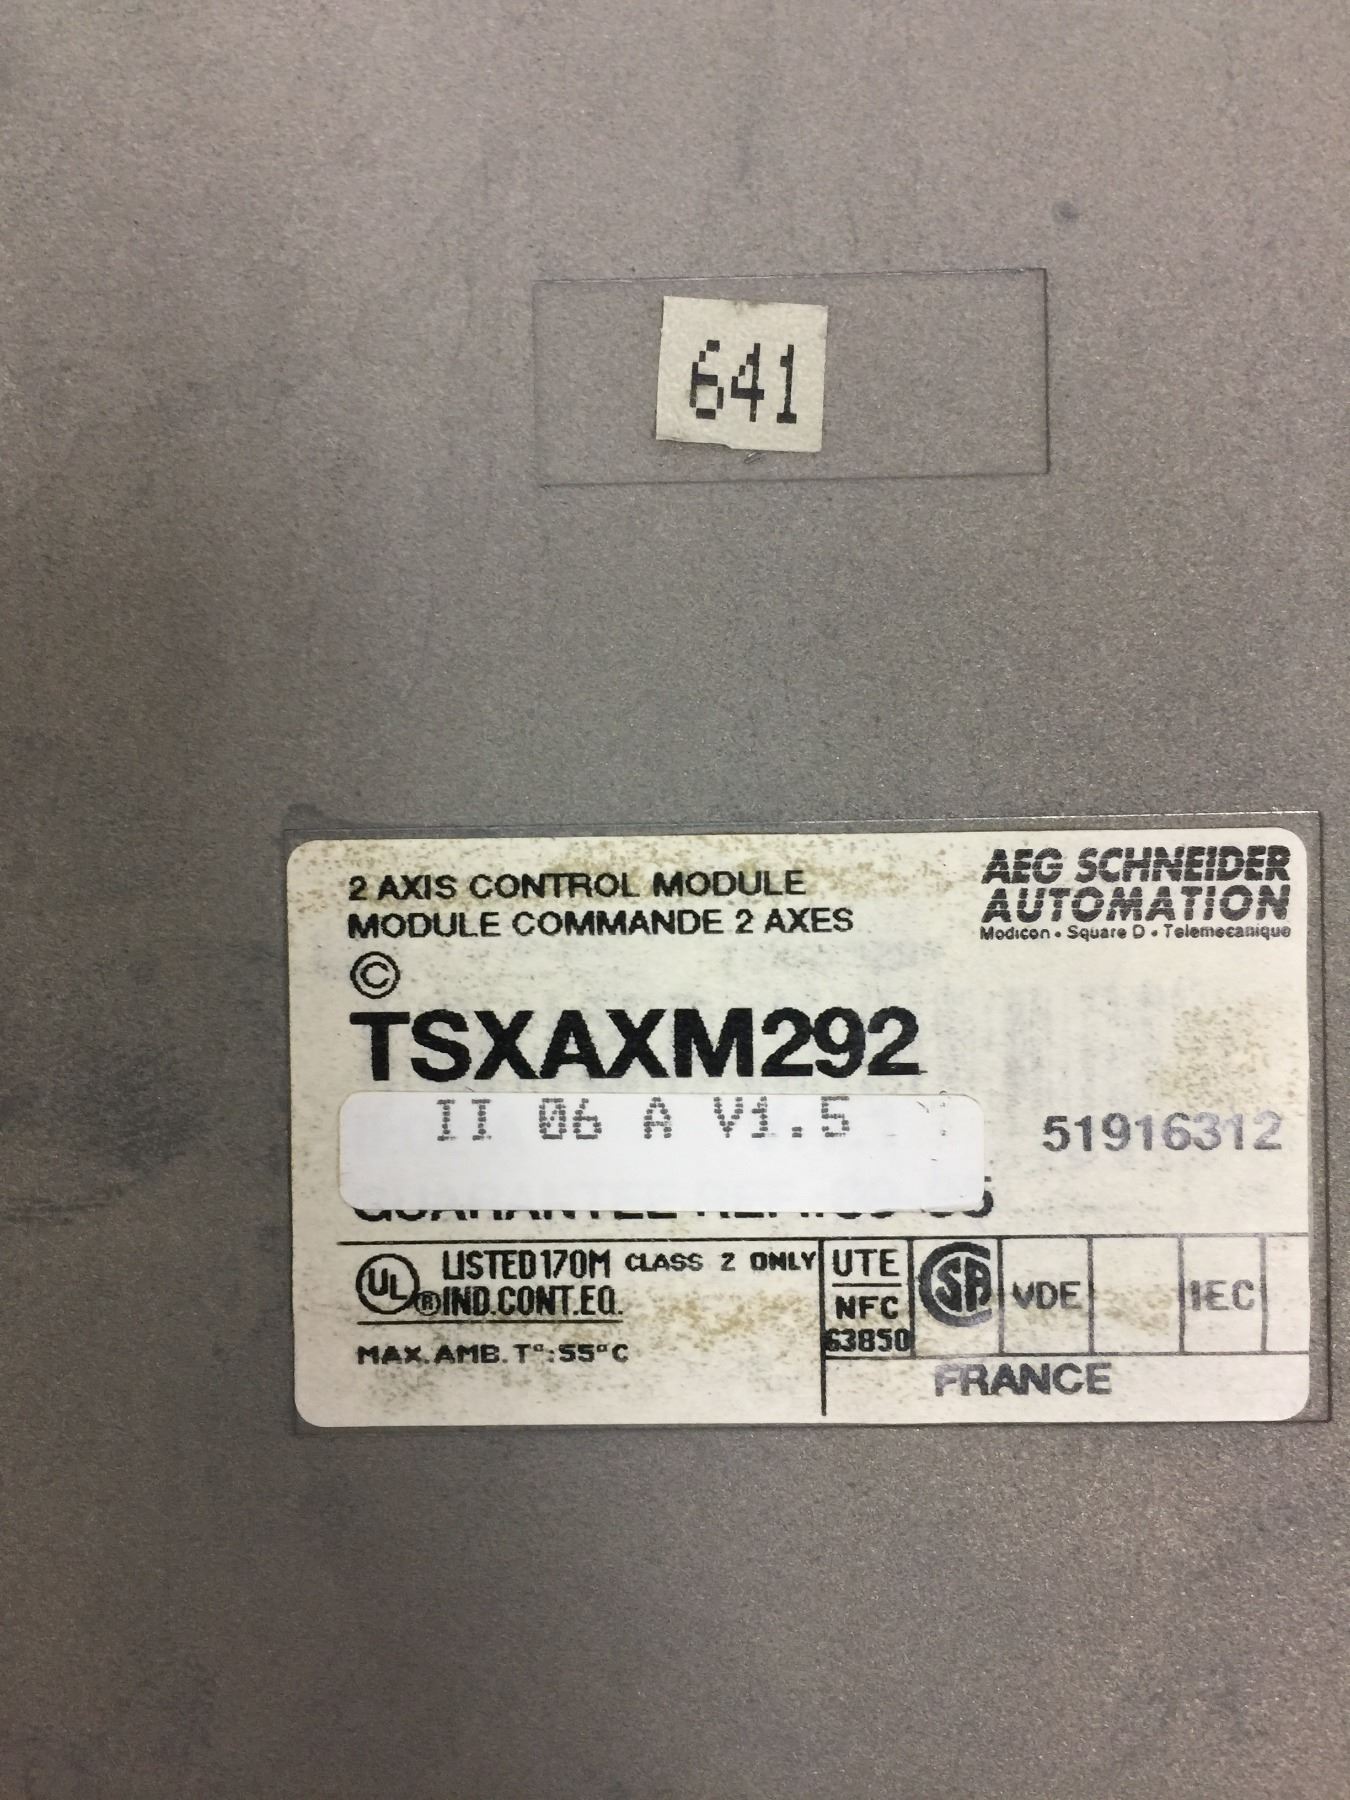 641
2 AXIS CONTROL MODULE
MODULE COMMANDE 2 AXES
AEG SCHNEIDER
AUTOMATION
Modicon • Square D • Telemecanique
©
TSXAXM292
II 06 A V1.5
51916312
UL ® LISTED 170M CLASS 2 ONLY
IND.CONT.EQ.
MAX.AMB.T°:55°C
UTE
NFC
63850
SA
VDE
IEC
FRANCE